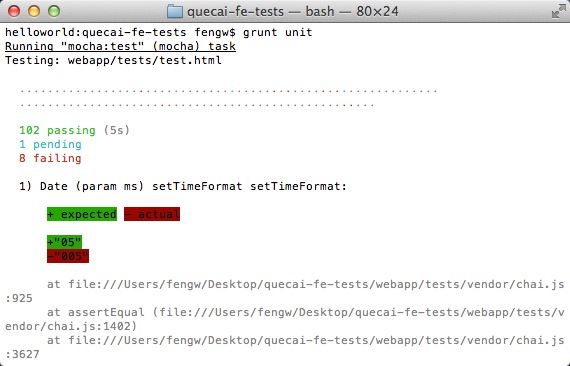 quecai-fe-tests — bash — 80×24
helloworld:quecai-fe-tests fengw$ grunt unit
Running "mocha:test" (mocha) task
Testing: webapp/tests/test.html
............................................................
...................................................
102 passing (5s)
1 pending
8 failing
1) Date (param ms) setTimeFormat setTimeFormat:
+ expected - actual
+"05"
-"005"
at file:///Users/fengw/Desktop/quecai-fe-tests/webapp/tests/vendor/chai.js
:925
at assertEqual (file:///Users/fengw/Desktop/quecai-fe-tests/webapp/tests/v
endor/chai.js:1402)
at file:///Users/fengw/Desktop/quecai-fe-tests/webapp/tests/vendor/chai.js
:3627